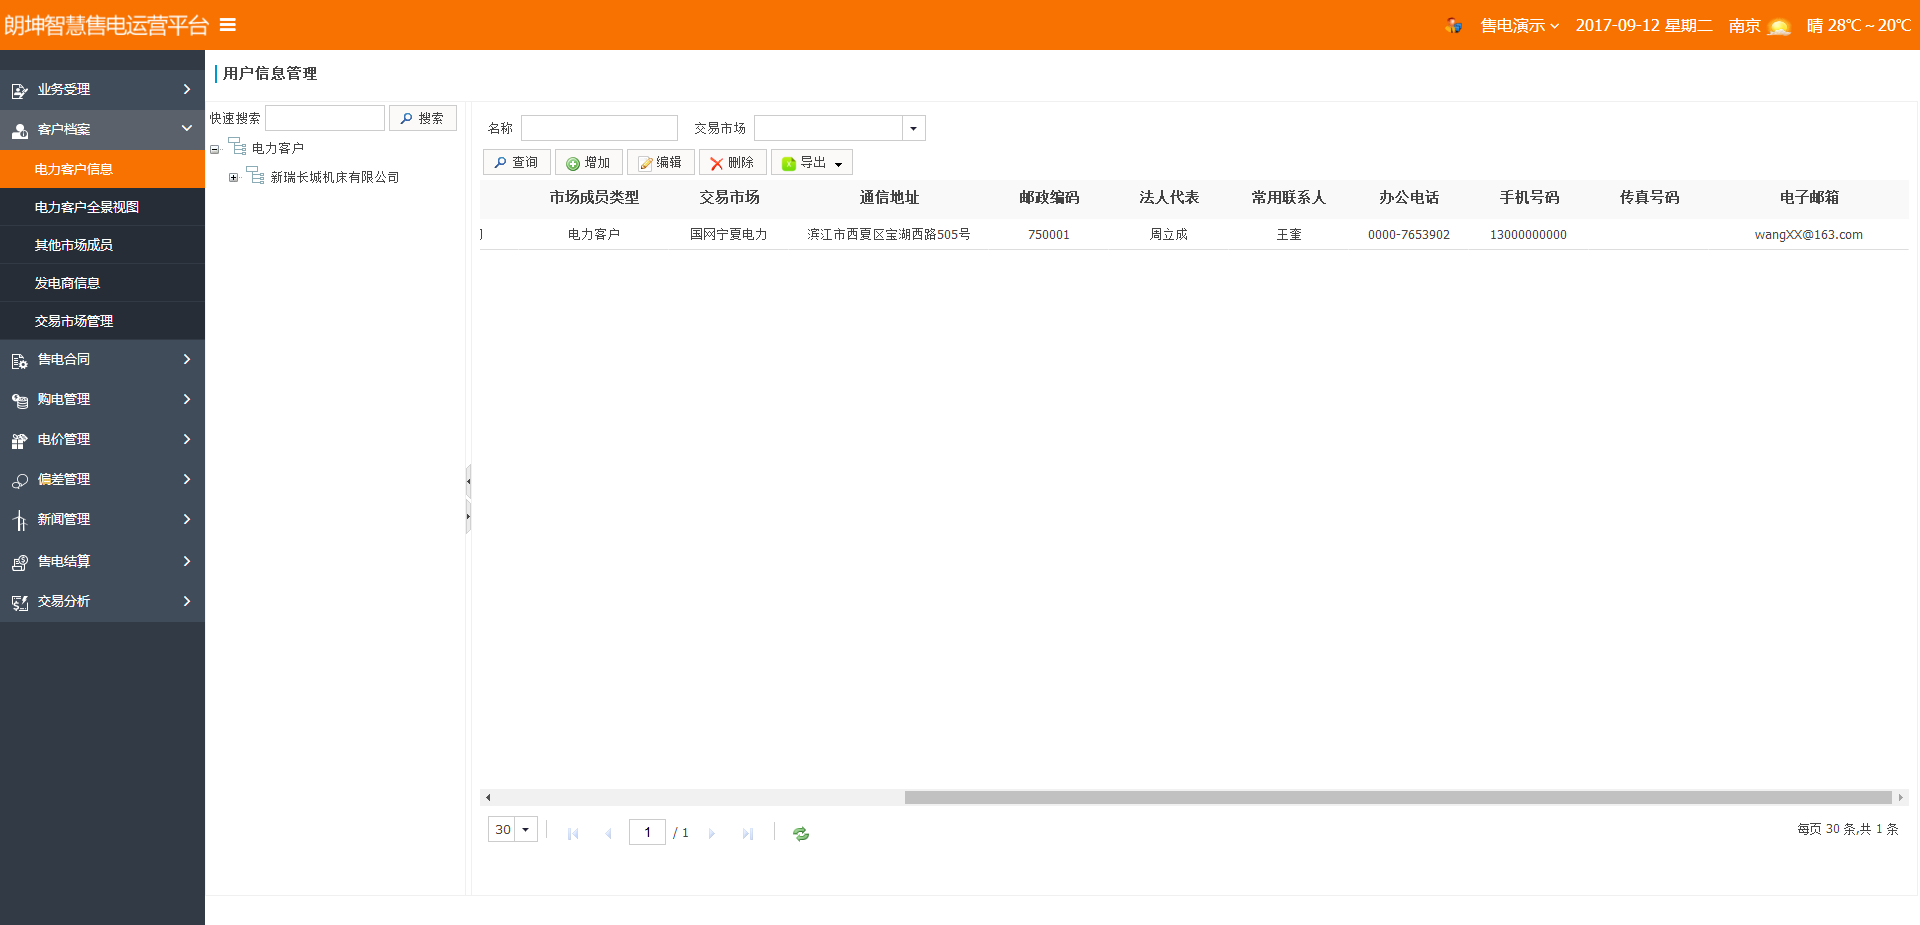 朗坤智慧售电运营平台
售电演示 2017-09-12 星期二 南京 晴 28℃~20℃
业务受理
客户档案
电力客户信息
电力客户全景视图
其他市场成员
发电商信息
交易市场管理
售电合同
购电管理
电价管理
偏差管理
新闻管理
售电结算
交易分析
用户信息管理
快速搜索 搜索
电力客户
新瑞长城机床有限公司
名称 交易市场
查询 增加 编辑 删除 导出
市场成员类型 交易市场 通信地址 邮政编码 法人代表 常用联系人 办公电话 手机号码 传真号码 电子邮箱
电力客户 国网宁夏电力 滨江市西夏区宝湖西路505号 750001 周立成 王奎 0000-7653902 13000000000 wangXX@163.com
30 1 / 1 每页 30 条,共 1 条